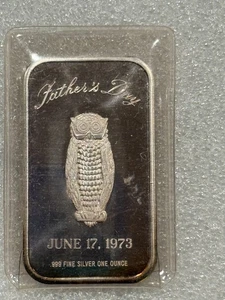 Father's Day
JUNE 17, 1973
.999 FINE SILVER ONE OUNCE